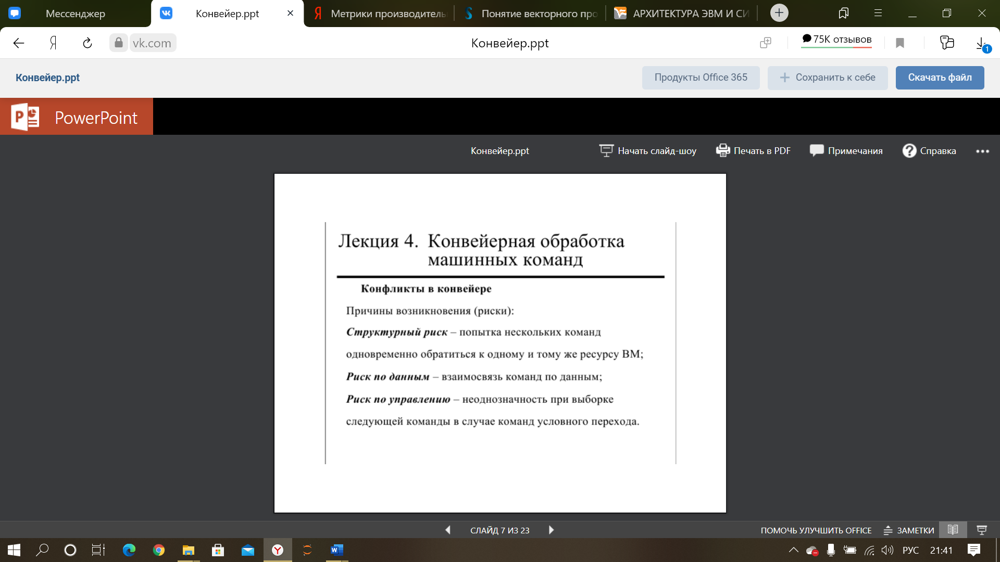 Мессенджер
Конвейер.ppt
Метрики производитель
Понятие векторного про
АРХИТЕКТУРА ЭВМ И СИ
vk.com
Конвейер.ppt
75K отзывов
1
Конвейер.ppt
Продукты Office 365
Сохранить к себе
Скачать файл
PowerPoint
Конвейер.ppt
Начать слайд-шоу
Печать в PDF
Примечания
Справка
Лекция 4. Конвейерная обработка
машинных команд
Конфликты в конвейере
Причины возникновения (риски):
Структурный риск – попытка нескольких команд
одновременно обратиться к одному и тому же ресурсу ВМ;
Риск по данным – взаимосвязь команд по данным;
Риск по управлению – неоднозначность при выборке
следующей команды в случае команд условного перехода.
СЛАЙД 7 ИЗ 23
ПОМОЧЬ УЛУЧШИТЬ OFFICE
ЗАМЕТКИ
РУС
21:41